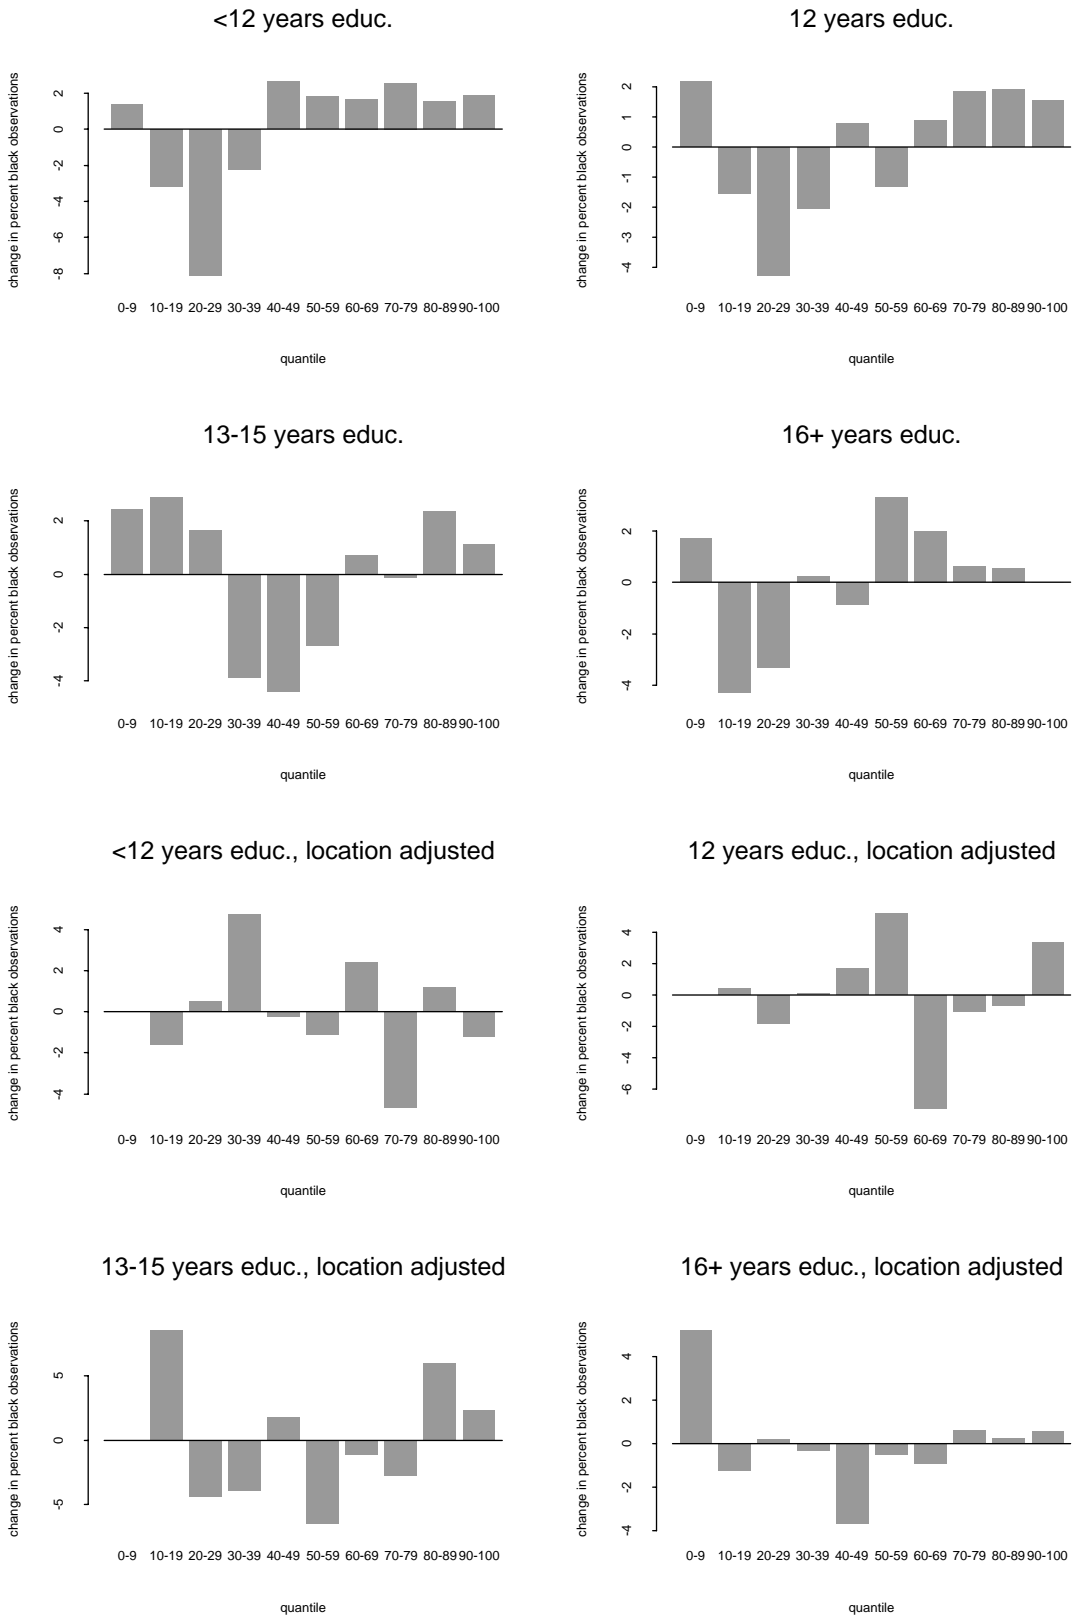 <12 years educ.
change in percent black observations
2
0
-2
-4
-6
-8
0-9 10-19 20-29 30-39 40-49 50-59 60-69 70-79 80-89 90-100
quantile
12 years educ.
change in percent black observations
2
1
0
-1
-2
-3
-4
0-9 10-19 20-29 30-39 40-49 50-59 60-69 70-79 80-89 90-100
quantile
13-15 years educ.
change in percent black observations
2
0
-2
-4
0-9 10-19 20-29 30-39 40-49 50-59 60-69 70-79 80-89 90-100
quantile
16+ years educ.
change in percent black observations
2
0
-2
-4
0-9 10-19 20-29 30-39 40-49 50-59 60-69 70-79 80-89 90-100
quantile
<12 years educ., location adjusted
change in percent black observations
4
2
0
-2
-4
0-9 10-19 20-29 30-39 40-49 50-59 60-69 70-79 80-89 90-100
quantile
12 years educ., location adjusted
change in percent black observations
4
2
0
-2
-4
-6
0-9 10-19 20-29 30-39 40-49 50-59 60-69 70-79 80-89 90-100
quantile
13-15 years educ., location adjusted
change in percent black observations
5
0
-5
0-9 10-19 20-29 30-39 40-49 50-59 60-69 70-79 80-89 90-100
quantile
16+ years educ., location adjusted
change in percent black observations
4
2
0
-2
-4
0-9 10-19 20-29 30-39 40-49 50-59 60-69 70-79 80-89 90-100
quantile